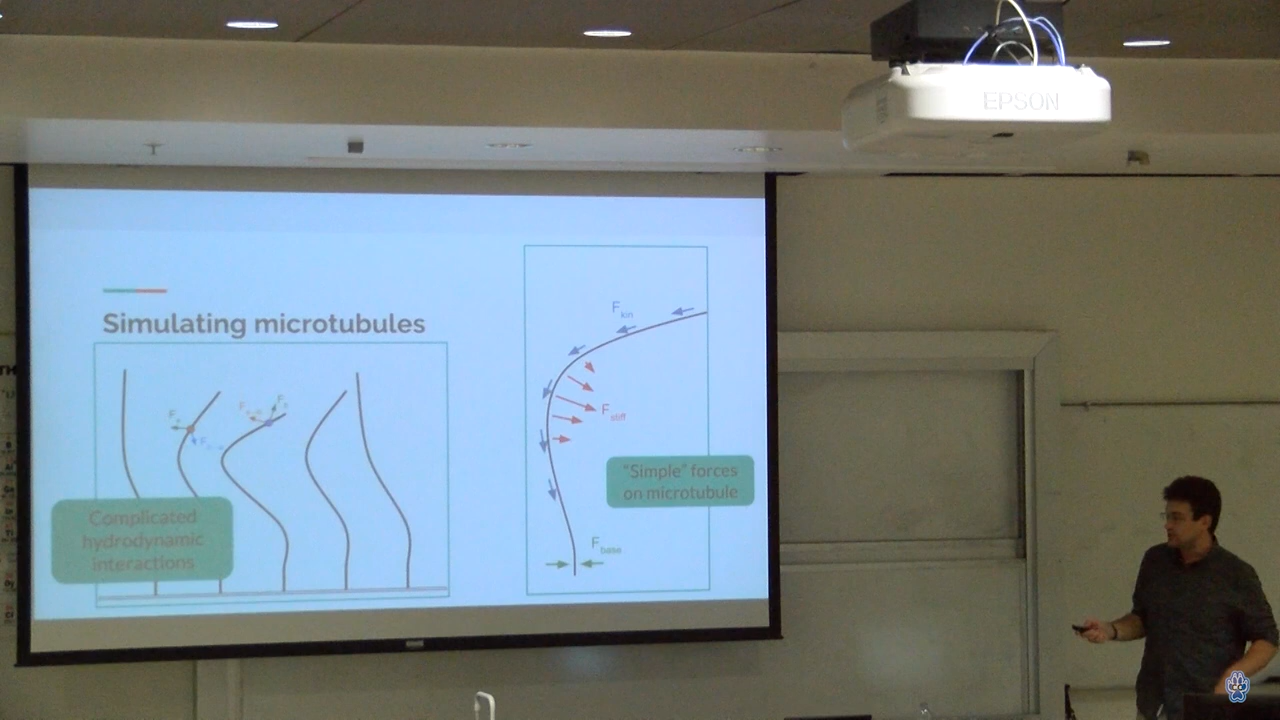 EPSON
Simulating microtubules
Complicated
hydrodynamic
interactions
F kin
F stiff
"Simple" forces
on microtubule
F base